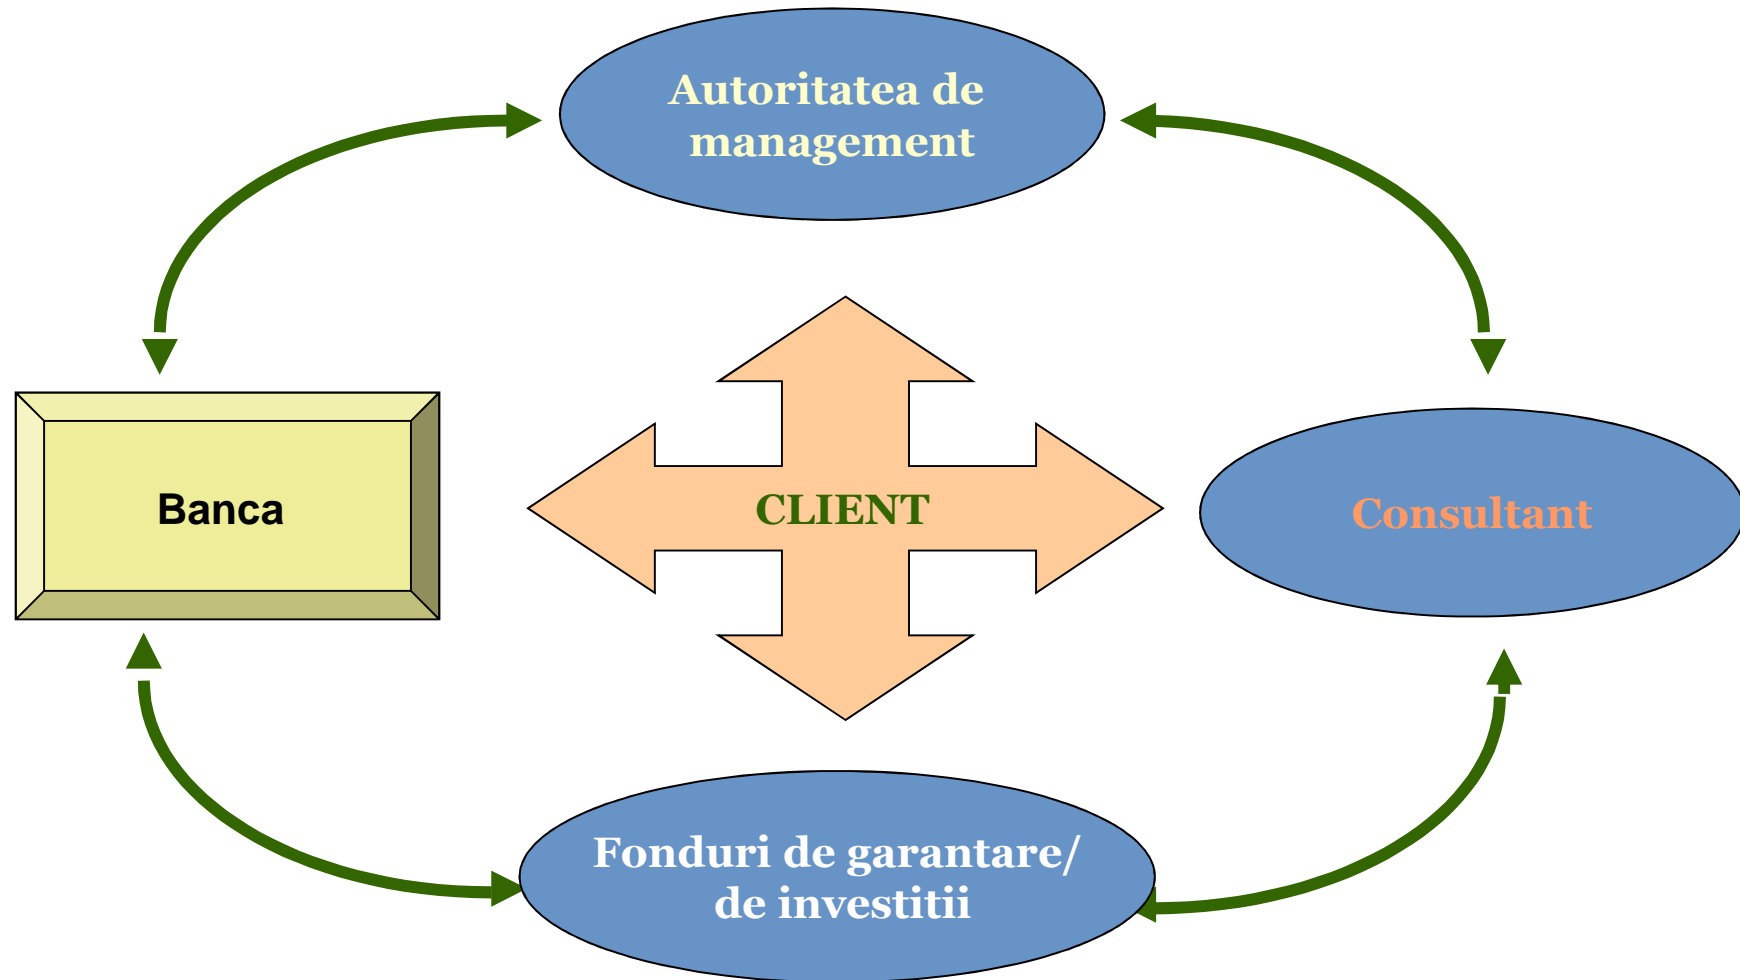 Autoritatea de
management
Banca
CLIENT
Consultant
Fonduri de garantare/
de investitii